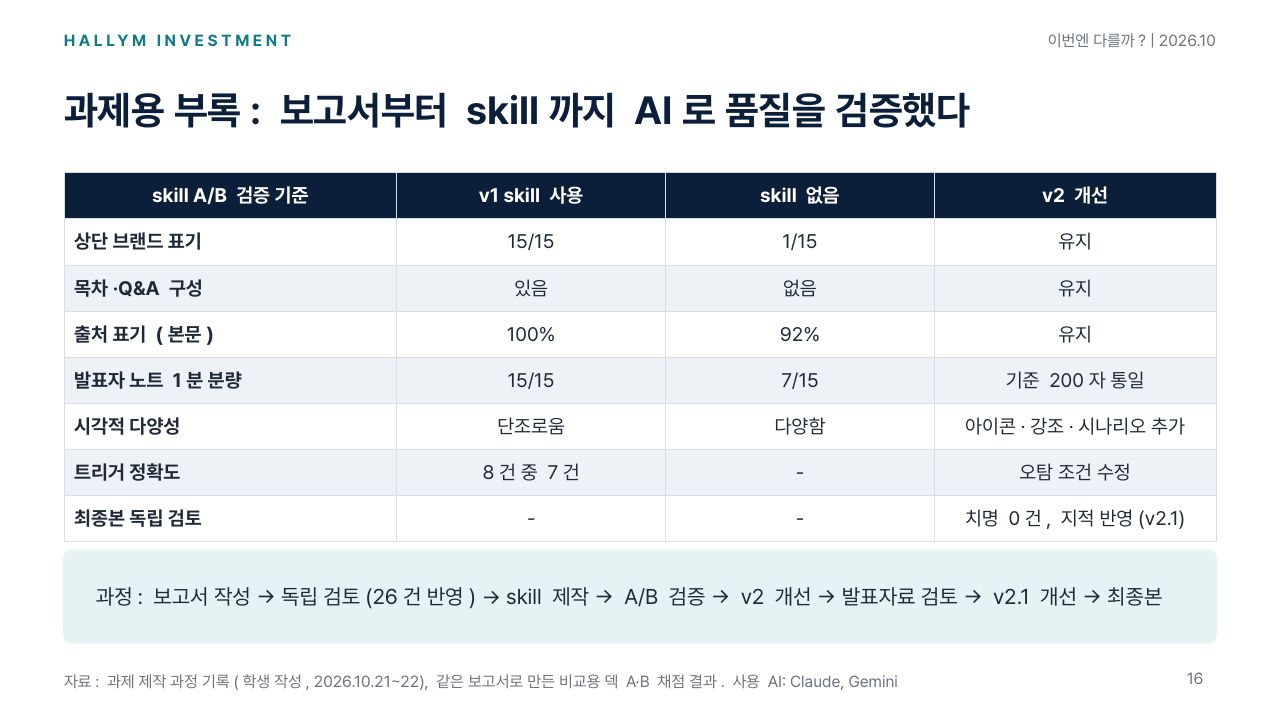 HALLYM INVESTMENT
이번엔 다를까 ? | 2026.10
과제용 부록 : 보고서부터 skill 까지 AI 로 품질을 검증했다
skill A/B 검증 기준 v1 skill 사용 skill 없음 v2 개선
상단 브랜드 표기 15/15 1/15 유지
목차 ·Q&A 구성 있음 없음 유지
출처 표기 ( 본문 ) 100% 92% 유지
발표자 노트 1 분 분량 15/15 7/15 기준 200 자 통일
시각적 다양성 단조로움 다양함 아이콘 · 강조 · 시나리오 추가
트리거 정확도 8 건 중 7 건 - 오탐 조건 수정
최종본 독립 검토 - - 치명 0 건 , 지적 반영 (v2.1)
과정 : 보고서 작성 → 독립 검토 (26 건 반영 ) → skill 제작 → A/B 검증 → v2 개선 → 발표자료 검토 → v2.1 개선 → 최종본
자료 : 과제 제작 과정 기록 ( 학생 작성 , 2026.10.21~22), 같은 보고서로 만든 비교용 덱 A·B 채점 결과 . 사용 AI: Claude, Gemini
16